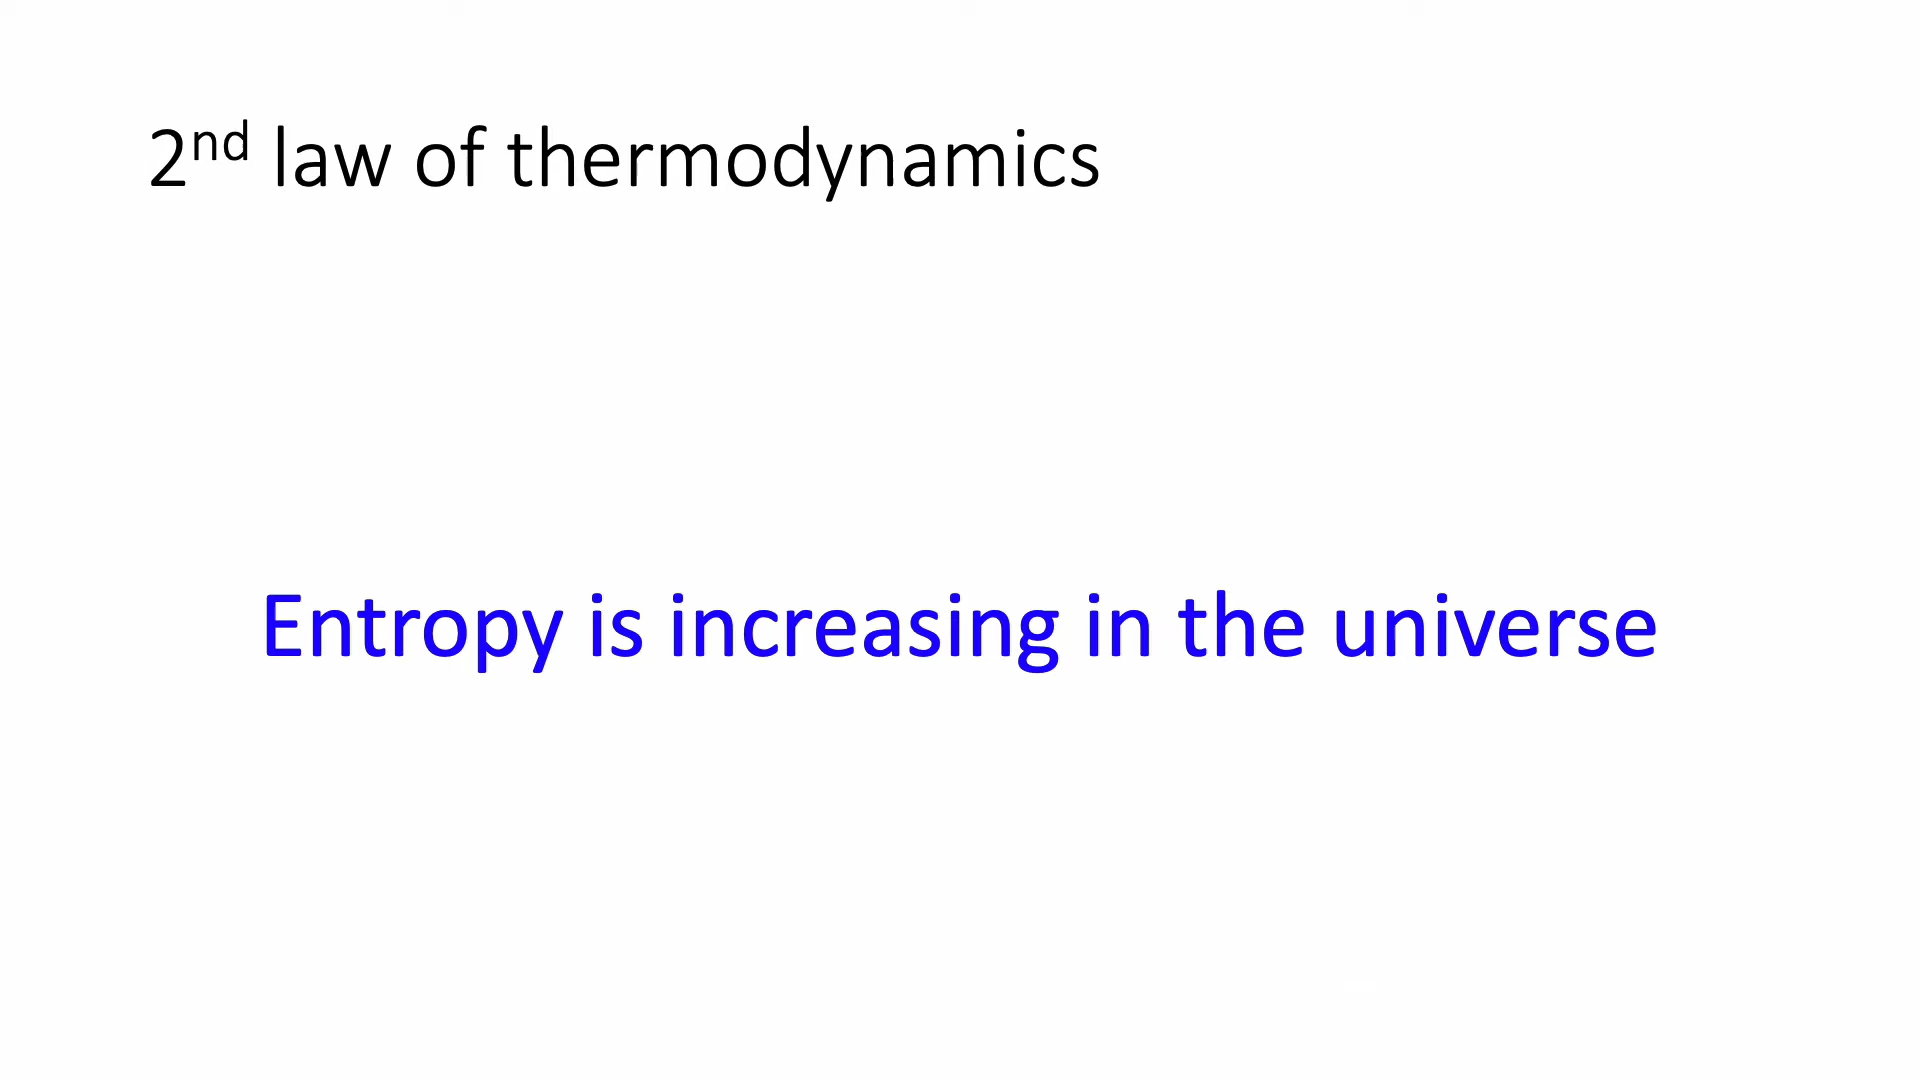 2nd law of thermodynamics
Entropy is increasing in the universe